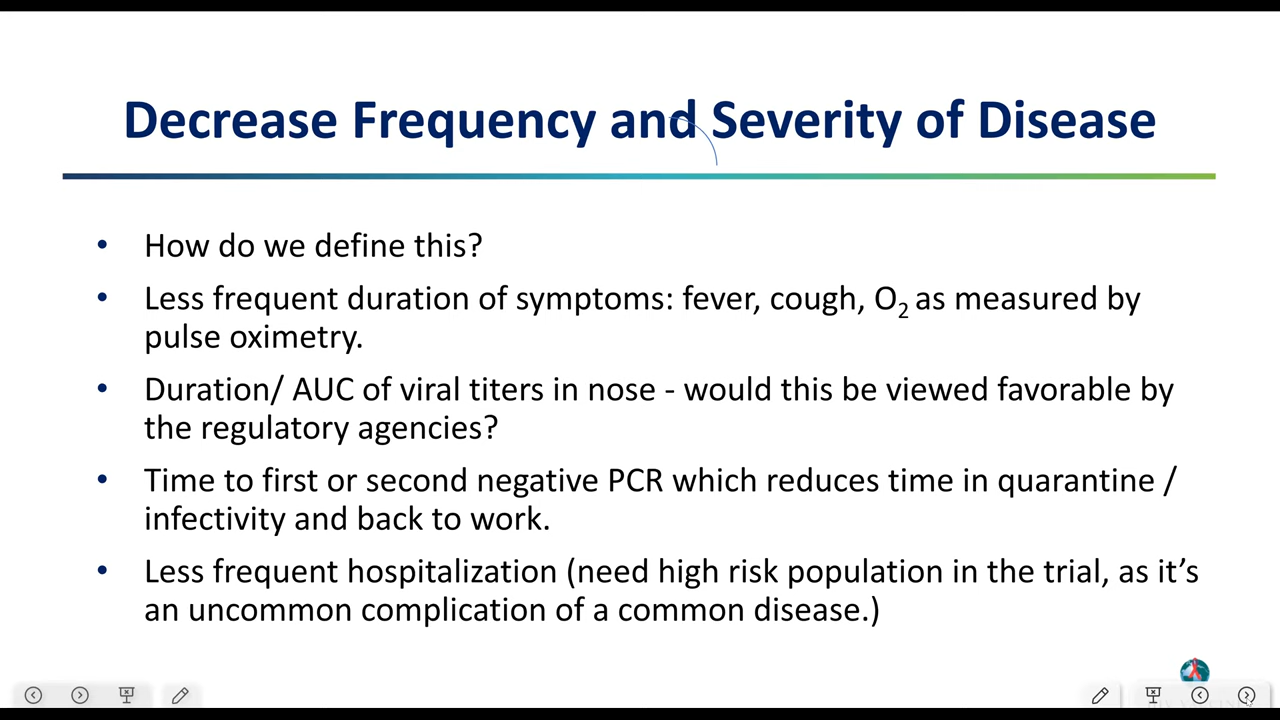 Decrease Frequency and Severity of Disease
• How do we define this?
• Less frequent duration of symptoms: fever, cough, O2 as measured by
pulse oximetry.
• Duration/ AUC of viral titers in nose - would this be viewed favorable by
the regulatory agencies?
• Time to first or second negative PCR which reduces time in quarantine /
infectivity and back to work.
• Less frequent hospitalization (need high risk population in the trial, as it’s
an uncommon complication of a common disease.)